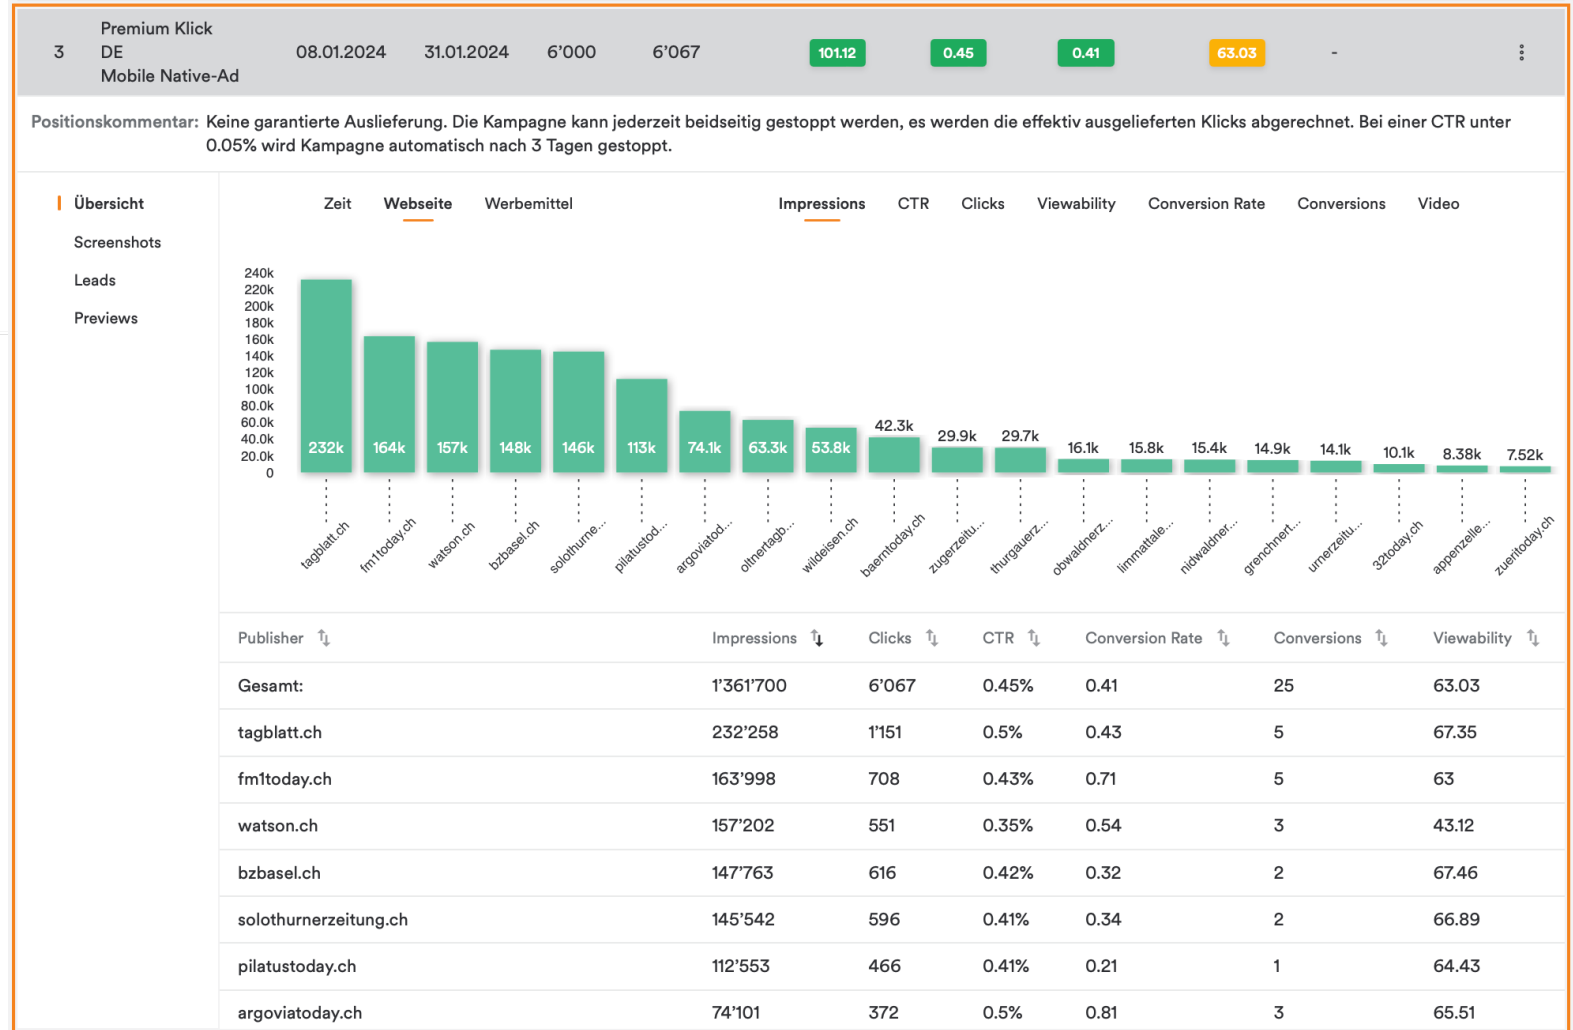 3 Premium Klick DE Mobile Native-Ad 08.01.2024 31.01.2024 6’000 6’067 101.12 0.45 0.41 63.03 -
Positionskommentar: Keine garantierte Auslieferung. Die Kampagne kann jederzeit beidseitig gestoppt werden, es werden die effektiv ausgelieferten Klicks abgerechnet. Bei einer CTR unter
0.05% wird Kampagne automatisch nach 3 Tagen gestoppt.
Übersicht
Screenshots
Leads
Previews
Zeit Webseite Werbemittel Impressions CTR Clicks Viewability Conversion Rate Conversions Video
240k
220k
200k
180k
160k
140k
120k
100k
80.0k
60.0k
40.0k
20.0k
0
232k 164k 157k 148k 146k 113k 74.1k 63.3k 53.8k 42.3k 29.9k 29.7k 16.1k 15.8k 15.4k 14.9k 14.1k 10.1k 8.38k 7.52k
tagblatt.ch fm1today.ch watson.ch bzbasel.ch solothurne... pilatustod... argoviatod... oltnertagb... wildeisen.ch baerntoday.ch zugerzeitu... thurgauerz... obwaldnerz... limmattale... nidwaldner... grenchnert... urnerzeitu... 32today.ch appenzelle... zueritoday.ch
Publisher Impressions Clicks CTR Conversion Rate Conversions Viewability
Gesamt: 1’361’700 6’067 0.45% 0.41 25 63.03
tagblatt.ch 232’258 1’151 0.5% 0.43 5 67.35
fm1today.ch 163’998 708 0.43% 0.71 5 63
watson.ch 157’202 551 0.35% 0.54 3 43.12
bzbasel.ch 147’763 616 0.42% 0.32 2 67.46
solothurnerzeitung.ch 145’542 596 0.41% 0.34 2 66.89
pilatustoday.ch 112’553 466 0.41% 0.21 1 64.43
argoviatoday.ch 74’101 372 0.5% 0.81 3 65.51